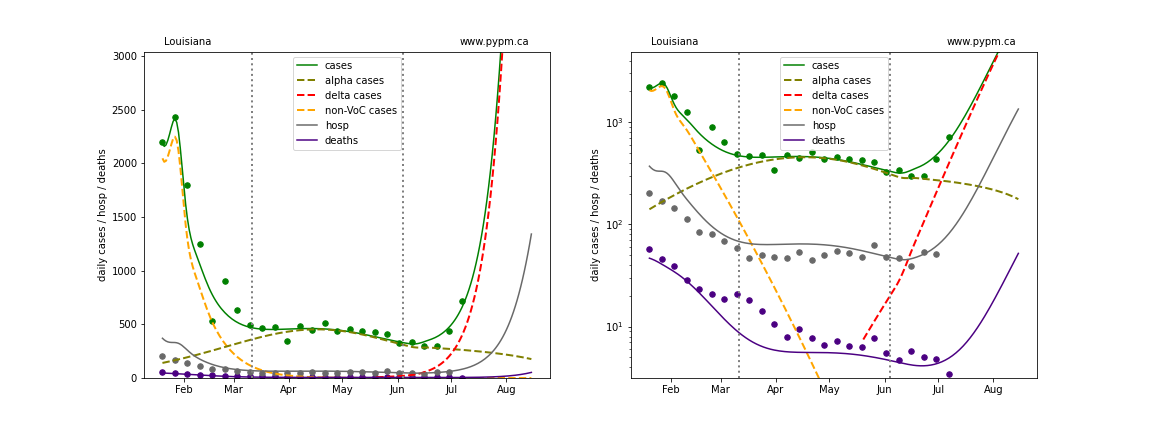 Louisiana www.pypm.ca
3000
2500
2000
1500
1000
500
0
daily cases / hosp / deaths
cases
alpha cases
delta cases
non-VoC cases
hosp
deaths
Feb Mar Apr May Jun Jul Aug
Louisiana www.pypm.ca
10³
10²
10¹
daily cases / hosp / deaths
cases
alpha cases
delta cases
non-VoC cases
hosp
deaths
Feb Mar Apr May Jun Jul Aug